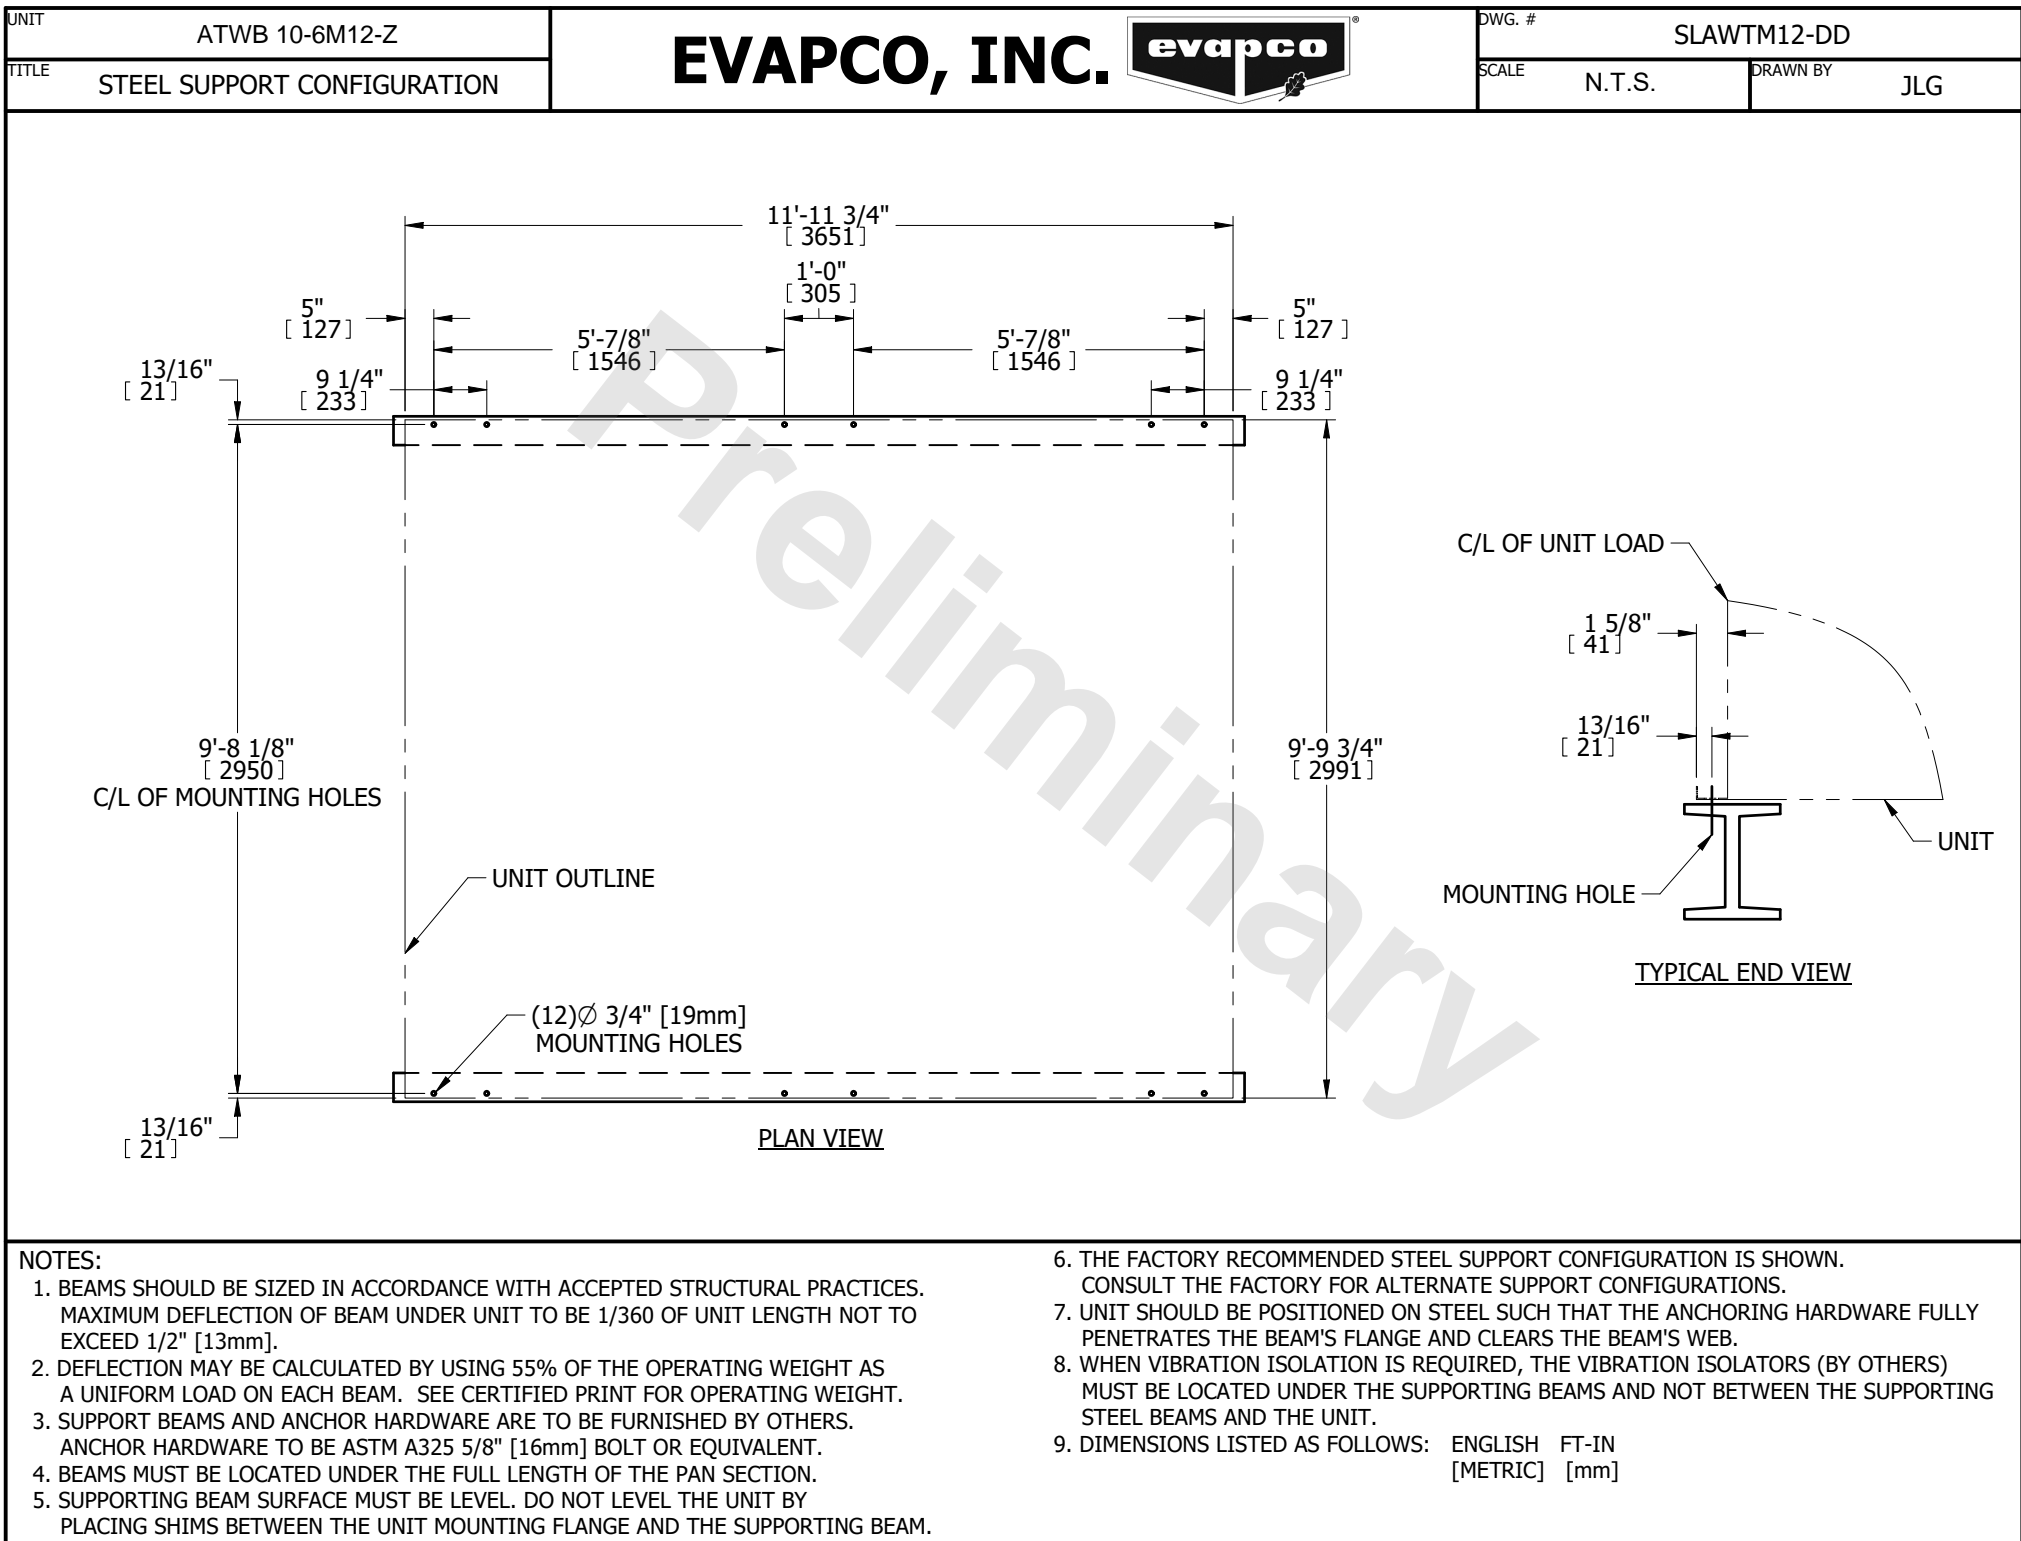 UNIT
ATWB 10-6M12-Z
TITLE
STEEL SUPPORT CONFIGURATION
EVAPCO, INC.
evapco
®
DWG. #
SLAWTM12-DD
SCALE
N.T.S.
DRAWN BY
JLG
11'-11 3/4"
[ 3651]
1'-0"
[ 305 ]
5"
[ 127]
5"
[ 127 ]
5'-7/8"
[ 1546 ]
5'-7/8"
[ 1546 ]
13/16"
[ 21]
9 1/4"
[ 233]
9 1/4"
[ 233 ]
Preliminary
C/L OF UNIT LOAD
1 5/8"
[ 41]
13/16"
[ 21]
9'-8 1/8"
[ 2950]
C/L OF MOUNTING HOLES
9'-9 3/4"
[ 2991]
UNIT
MOUNTING HOLE
UNIT OUTLINE
TYPICAL END VIEW
(12)∅ 3/4" [19mm]
MOUNTING HOLES
13/16"
[ 21]
PLAN VIEW
NOTES:
1. BEAMS SHOULD BE SIZED IN ACCORDANCE WITH ACCEPTED STRUCTURAL PRACTICES.
MAXIMUM DEFLECTION OF BEAM UNDER UNIT TO BE 1/360 OF UNIT LENGTH NOT TO
EXCEED 1/2" [13mm].
2. DEFLECTION MAY BE CALCULATED BY USING 55% OF THE OPERATING WEIGHT AS
A UNIFORM LOAD ON EACH BEAM. SEE CERTIFIED PRINT FOR OPERATING WEIGHT.
3. SUPPORT BEAMS AND ANCHOR HARDWARE ARE TO BE FURNISHED BY OTHERS.
ANCHOR HARDWARE TO BE ASTM A325 5/8" [16mm] BOLT OR EQUIVALENT.
4. BEAMS MUST BE LOCATED UNDER THE FULL LENGTH OF THE PAN SECTION.
5. SUPPORTING BEAM SURFACE MUST BE LEVEL. DO NOT LEVEL THE UNIT BY
PLACING SHIMS BETWEEN THE UNIT MOUNTING FLANGE AND THE SUPPORTING BEAM.
6. THE FACTORY RECOMMENDED STEEL SUPPORT CONFIGURATION IS SHOWN.
CONSULT THE FACTORY FOR ALTERNATE SUPPORT CONFIGURATIONS.
7. UNIT SHOULD BE POSITIONED ON STEEL SUCH THAT THE ANCHORING HARDWARE FULLY
PENETRATES THE BEAM'S FLANGE AND CLEARS THE BEAM'S WEB.
8. WHEN VIBRATION ISOLATION IS REQUIRED, THE VIBRATION ISOLATORS (BY OTHERS)
MUST BE LOCATED UNDER THE SUPPORTING BEAMS AND NOT BETWEEN THE SUPPORTING
STEEL BEAMS AND THE UNIT.
9. DIMENSIONS LISTED AS FOLLOWS: ENGLISH FT-IN
[METRIC] [mm]